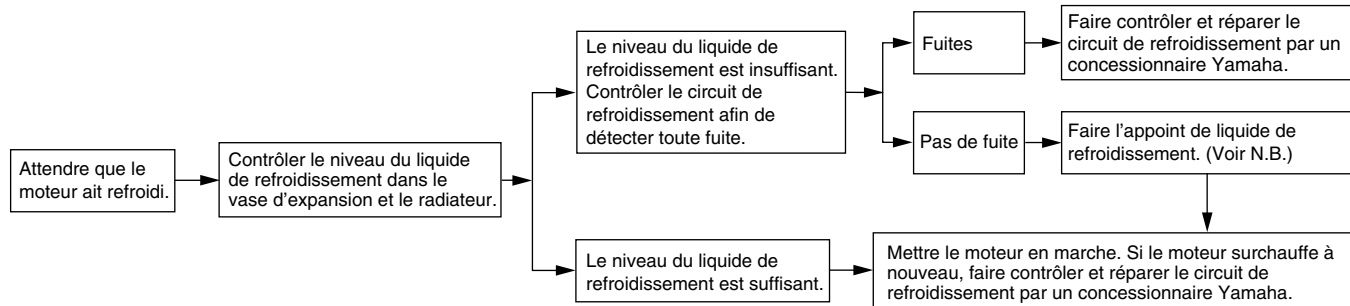 Attendre que le
moteur ait refroidi.
Contrôler le niveau du liquide
de refroidissement dans le
vase d'expansion et le radiateur.
Le niveau du liquide de
refroidissement est insuffisant.
Contrôler le circuit de
refroidissement afin de
détecter toute fuite.
Fuites
Faire contrôler et réparer le
circuit de refroidissement par un
concessionnaire Yamaha.
Pas de fuite
Faire l'appoint de liquide de
refroidissement. (Voir N.B.)
Le niveau du liquide de
refroidissement est suffisant.
Mettre le moteur en marche. Si le moteur surchauffe à
nouveau, faire contrôler et réparer le circuit de
refroidissement par un concessionnaire Yamaha.